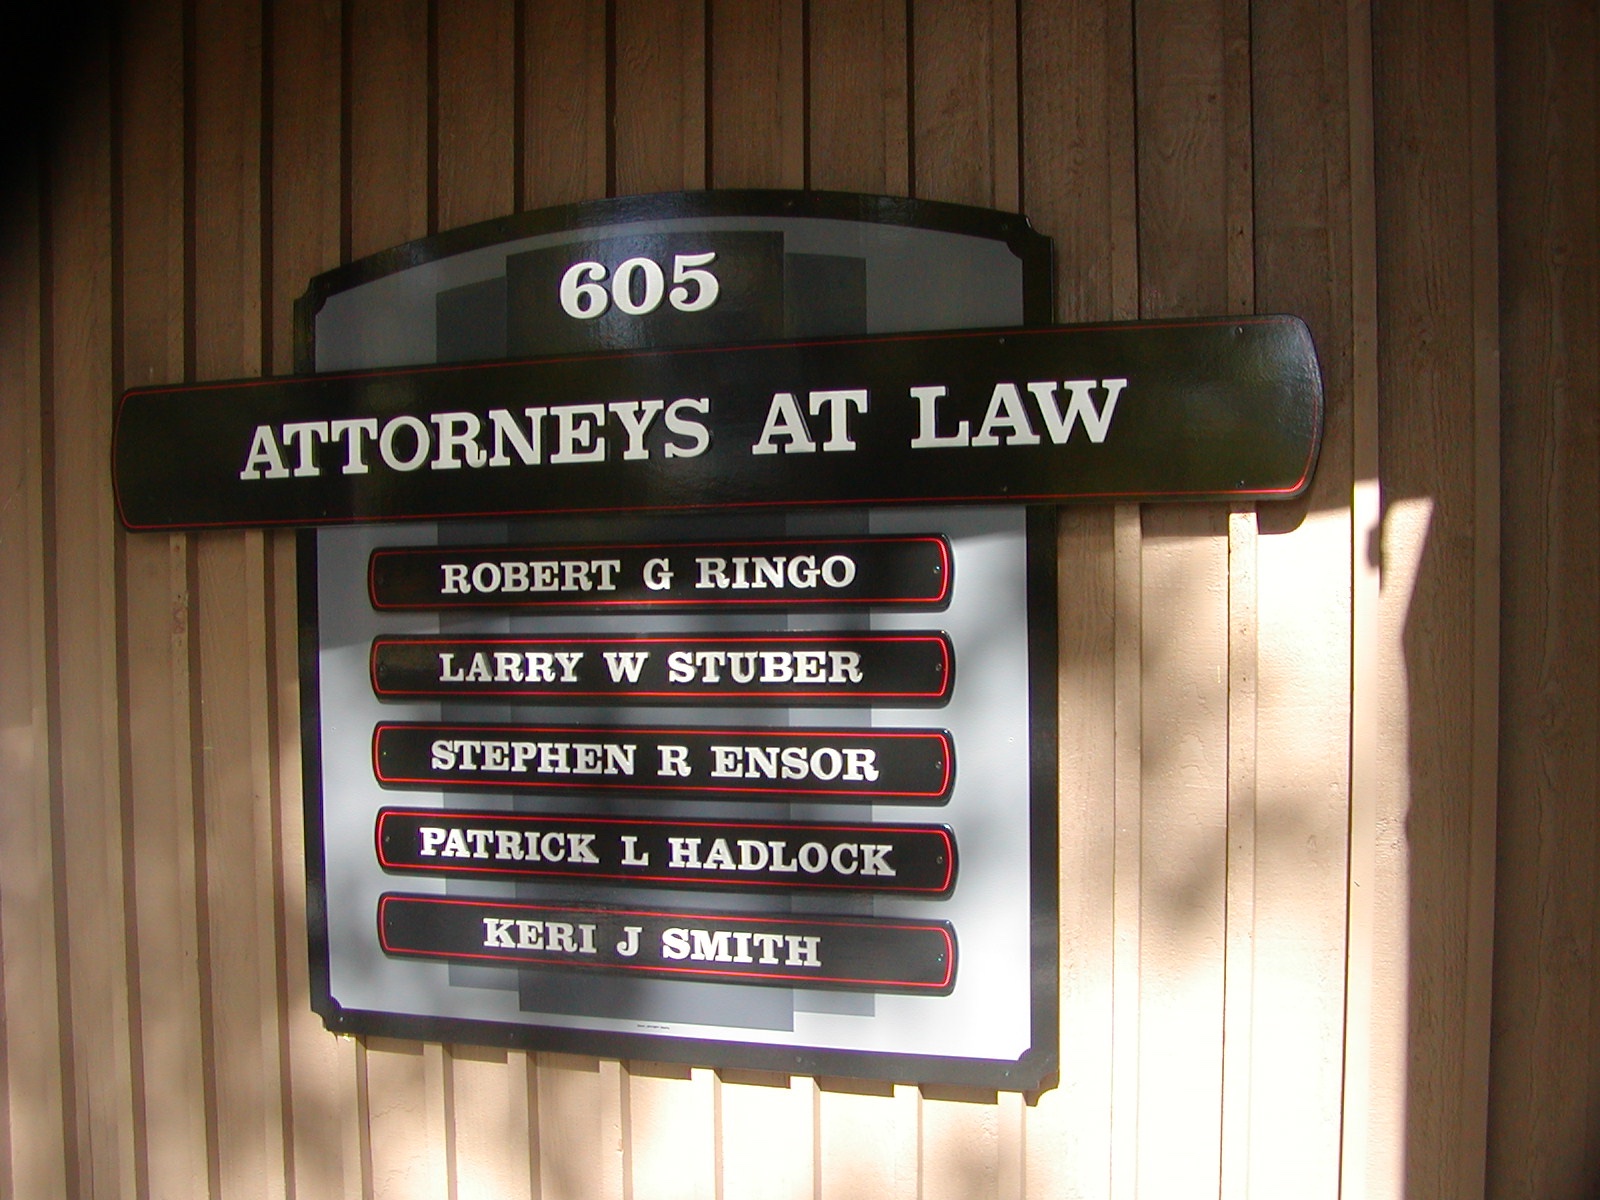 605
ATTORNEYS AT LAW
ROBERT G RINGO
LARRY W STUBER
STEPHEN R ENSOR
PATRICK L HADLOCK
KERI J SMITH